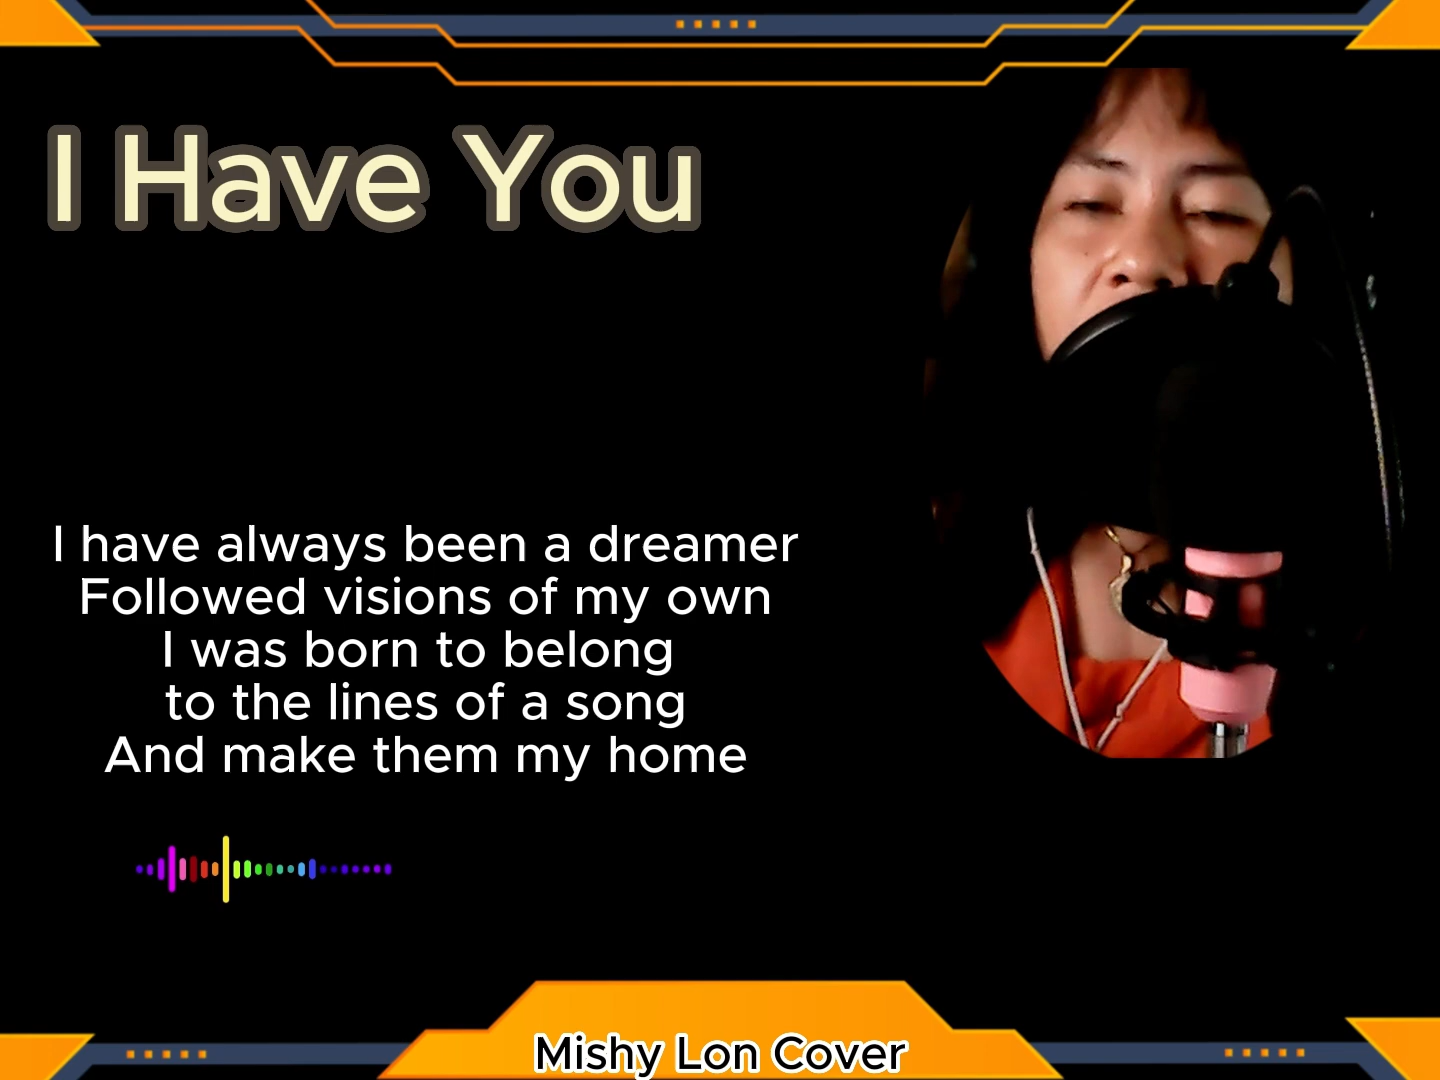 I Have You
I have always been a dreamer
Followed visions of my own
I was born to belong
to the lines of a song
And make them my home
Mishy Lon Cover